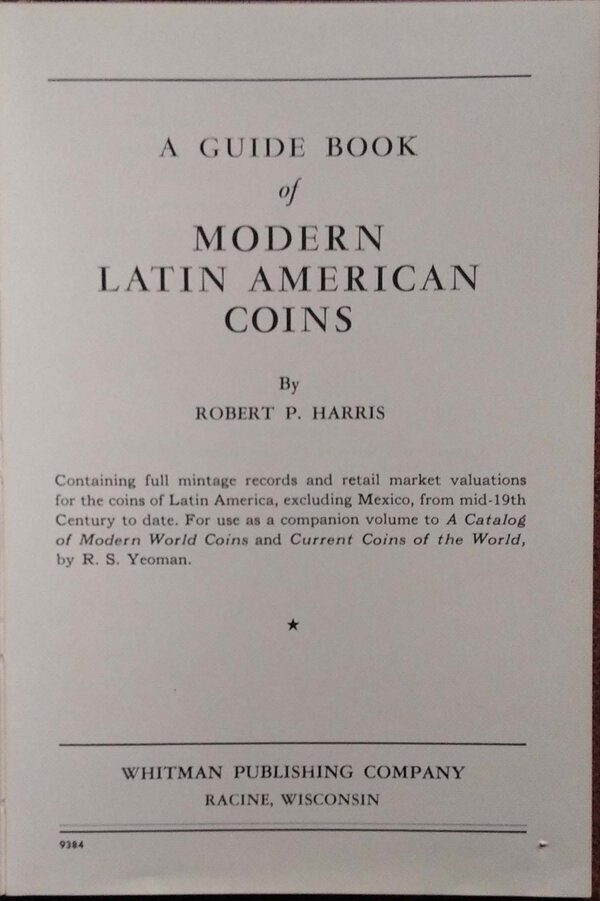 A GUIDE BOOK
of
MODERN
LATIN AMERICAN
COINS
By
ROBERT P. HARRIS
Containing full mintage records and retail market valuations
for the coins of Latin America, excluding Mexico, from mid-19th
Century to date. For use as a companion volume to A Catalog
of Modern World Coins and Current Coins of the World,
by R. S. Yeoman.
★
WHITMAN PUBLISHING COMPANY
RACINE, WISCONSIN
9384